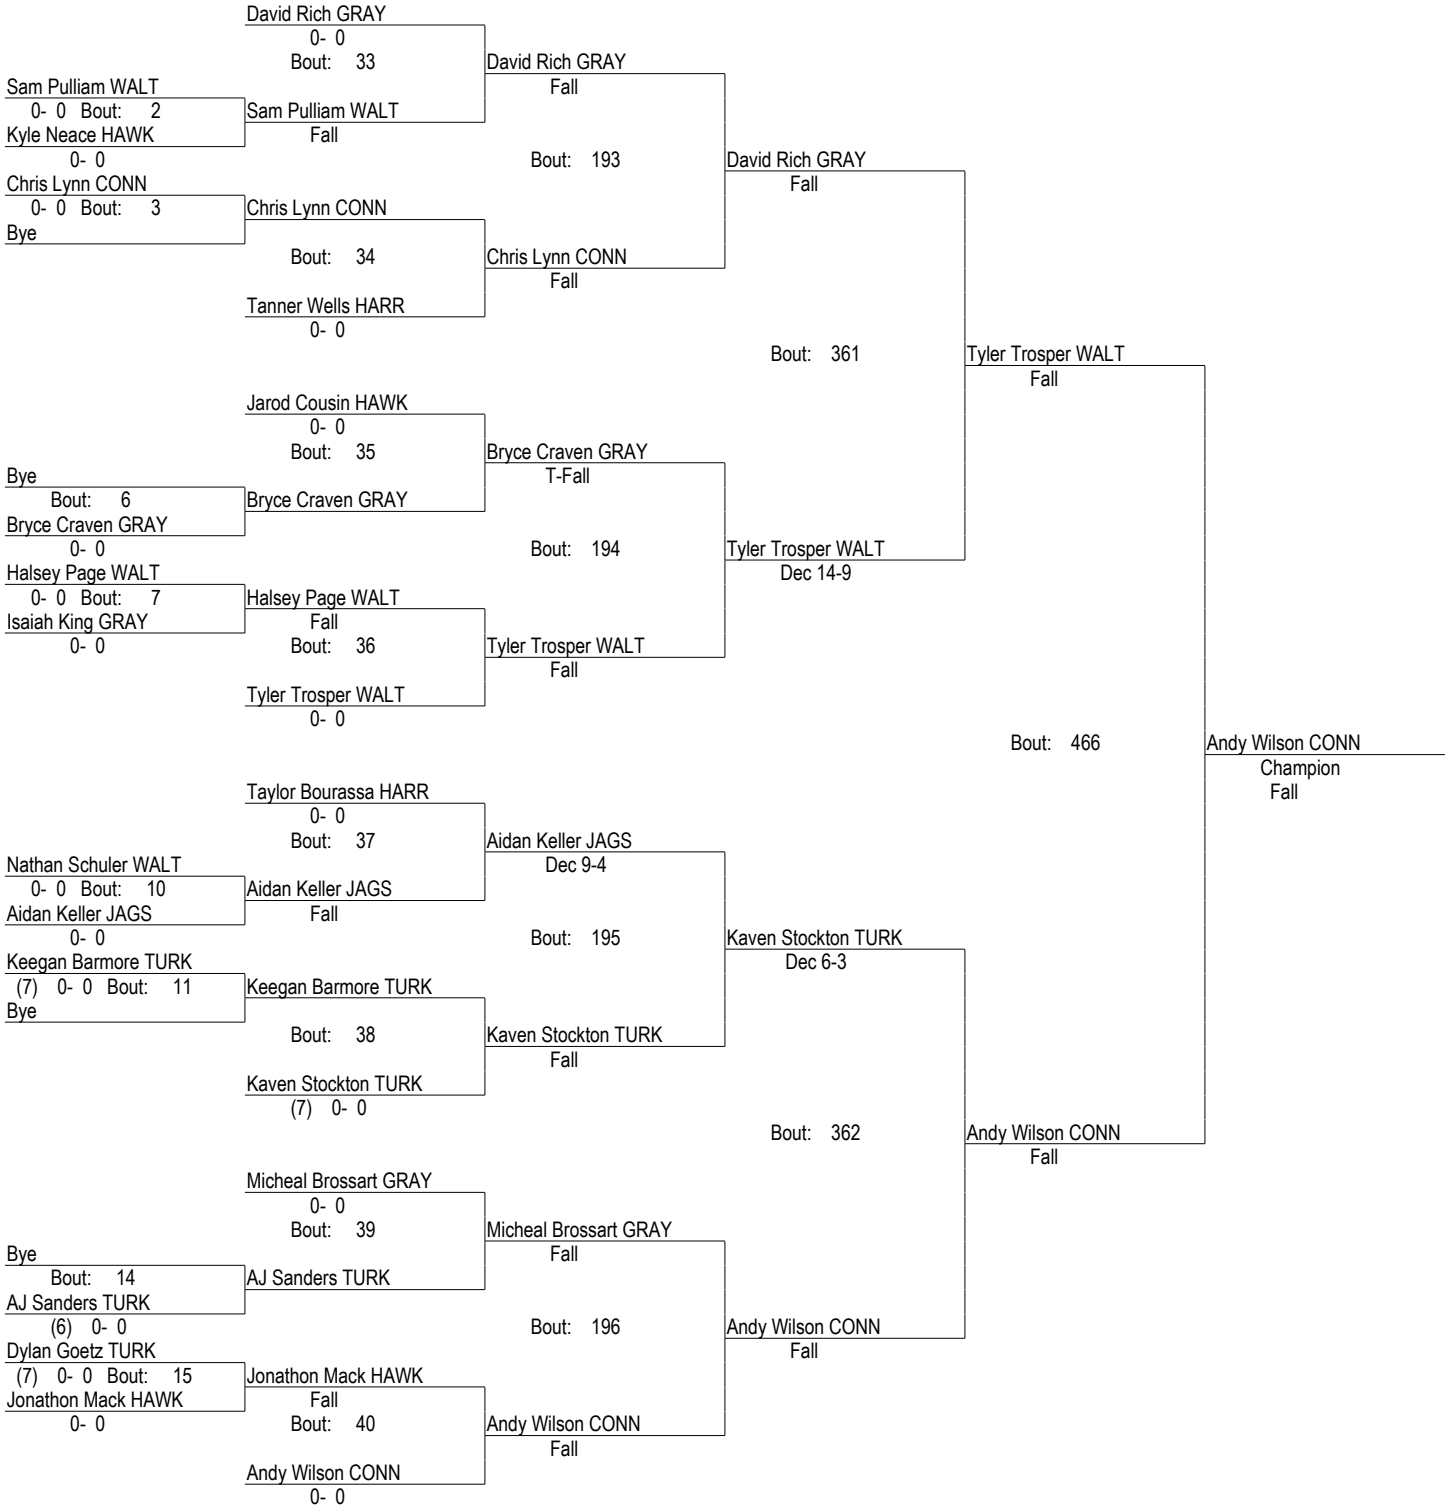 David Rich GRAY
0- 0
Bout: 33
David Rich GRAY
Fall
Sam Pulliam WALT
0- 0 Bout: 2
Sam Pulliam WALT
Kyle Neace HAWK
Fall
0- 0
Bout: 193
David Rich GRAY
Chris Lynn CONN
Fall
0- 0 Bout: 3
Chris Lynn CONN
Bye
Bout: 34
Chris Lynn CONN
Fall
Tanner Wells HARR
0- 0
Bout: 361
Tyler Trosper WALT
Fall
Jarod Cousin HAWK
0- 0
Bout: 35
Bryce Craven GRAY
T-Fall
Bye
Bout: 6
Bryce Craven GRAY
Bryce Craven GRAY
0- 0
Bout: 194
Tyler Trosper WALT
Dec 14-9
Halsey Page WALT
0- 0 Bout: 7
Halsey Page WALT
Isaiah King GRAY
Fall
0- 0
Bout: 36
Tyler Trosper WALT
Fall
Tyler Trosper WALT
0- 0
Bout: 466
Andy Wilson CONN
Champion
Fall
Taylor Bourassa HARR
0- 0
Bout: 37
Aidan Keller JAGS
Dec 9-4
Nathan Schuler WALT
0- 0 Bout: 10
Aidan Keller JAGS
Aidan Keller JAGS
Fall
0- 0
Bout: 195
Kaven Stockton TURK
Dec 6-3
Keegan Barmore TURK
(7) 0- 0 Bout: 11
Keegan Barmore TURK
Bye
Bout: 38
Kaven Stockton TURK
Fall
Kaven Stockton TURK
(7) 0- 0
Bout: 362
Andy Wilson CONN
Fall
Micheal Brossart GRAY
0- 0
Bout: 39
Micheal Brossart GRAY
Fall
Bye
Bout: 14
AJ Sanders TURK
AJ Sanders TURK
(6) 0- 0
Bout: 196
Andy Wilson CONN
Fall
Dylan Goetz TURK
(7) 0- 0 Bout: 15
Jonathon Mack HAWK
Jonathon Mack HAWK
Fall
0- 0
Bout: 40
Andy Wilson CONN
Fall
Andy Wilson CONN
0- 0